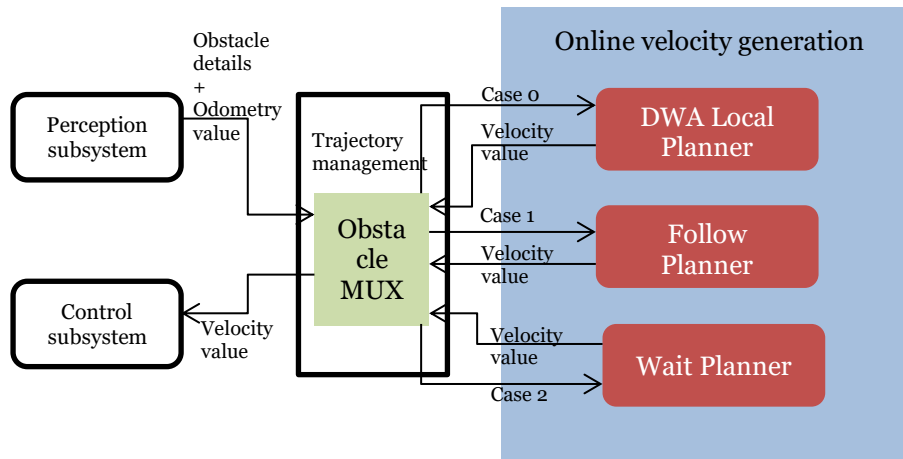 Online velocity generation
Obstacle
details
+
Odometry
value
Perception
subsystem
Trajectory
management
Obsta
cle
MUX
Control
subsystem
Velocity
value
Case 0
Velocity
value
DWA Local
Planner
Case 1
Velocity
value
Follow
Planner
Velocity
value
Case 2
Wait Planner